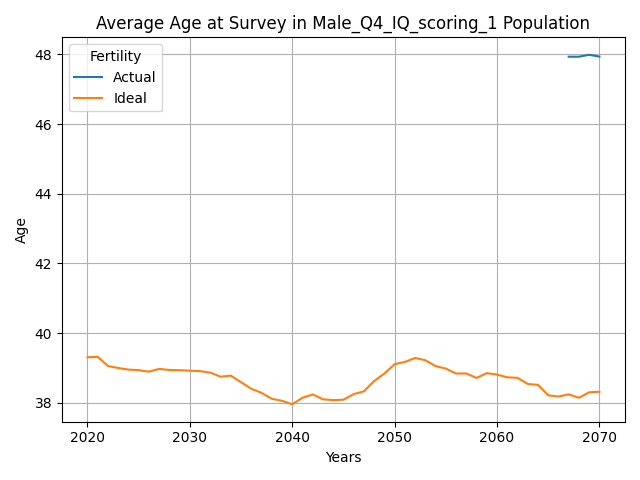 Average Age at Survey in Male_Q4_IQ_scoring_1 Population
Fertility
Actual
Ideal
48
46
44
42
40
38
Age
2020
2030
2040
2050
2060
2070
Years